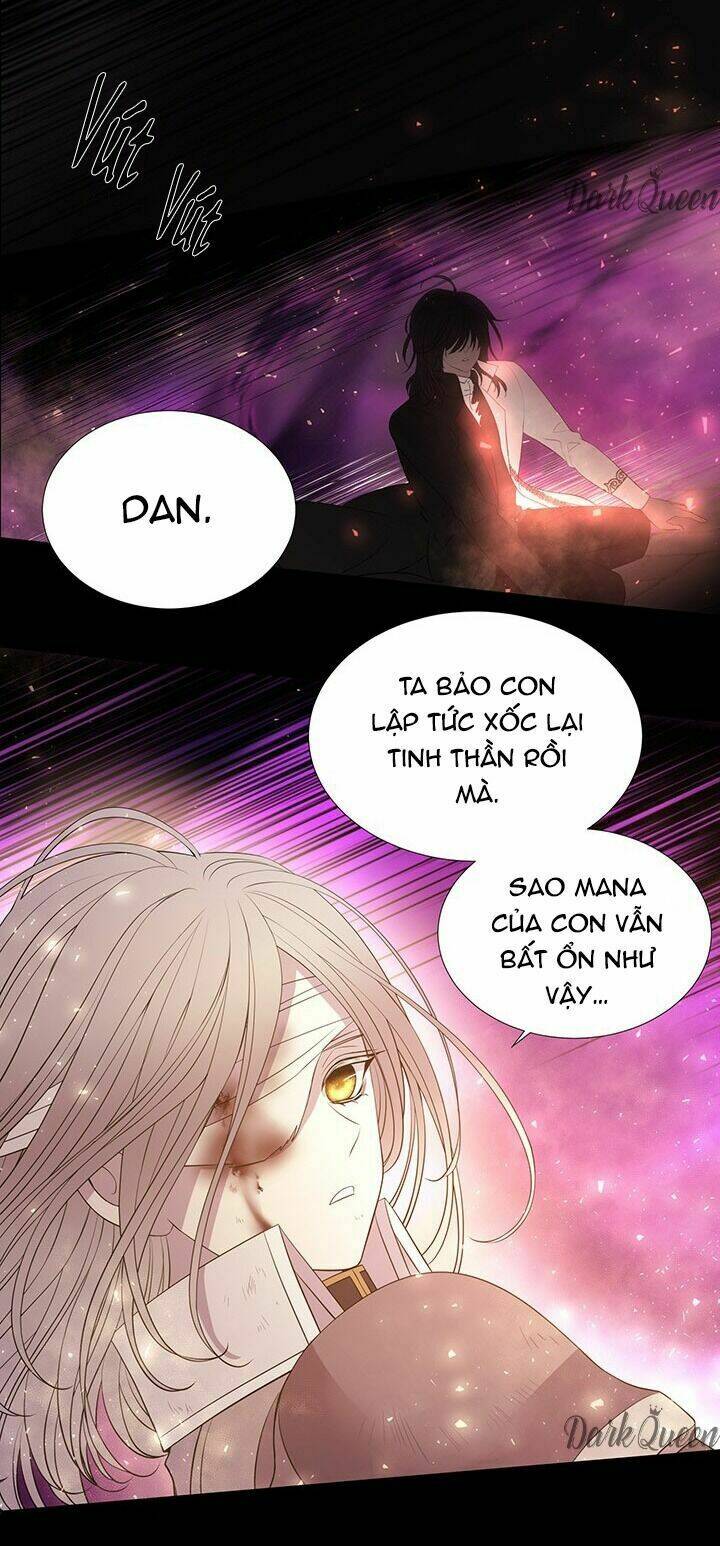 Vút
Vút
Dark Queen
DAN.
TA BẢO CON
LẬP TỨC XỐC LẠI
TINH THẦN RỒI
MÀ.
SAO MANA
CỦA CON VẪN
BẤT ỔN NHƯ
VẬY...
Dark Queen